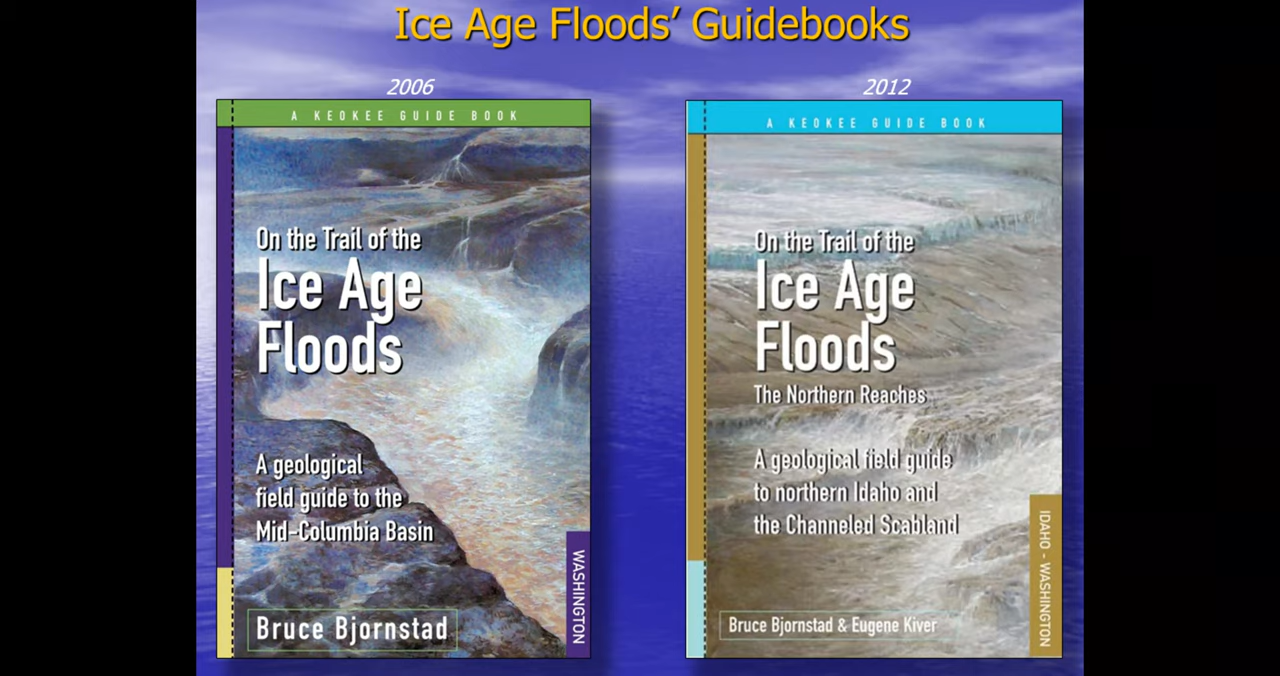 Ice Age Floods’ Guidebooks
2006
A KEOKEE GUIDE BOOK
On the Trail of the
Ice Age
Floods
A geological
field guide to the
Mid-Columbia Basin
WASHINGTON
Bruce Bjornstad
2012
A KEOKEE GUIDE BOOK
On the Trail of the
Ice Age
Floods
The Northern Reaches
A geological field guide
to northern Idaho and
the Channeled Scabland
IDAHO - WASHINGTON
Bruce Bjornstad & Eugene Kiver